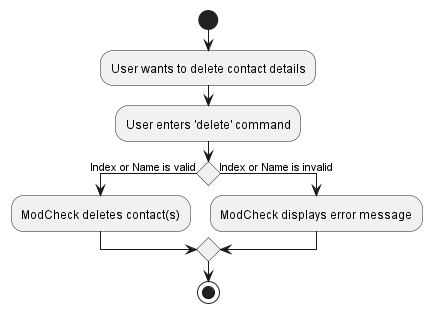 User wants to delete contact details
User enters 'delete' command
Index or Name is valid
Index or Name is invalid
ModCheck deletes contact(s)
ModCheck displays error message